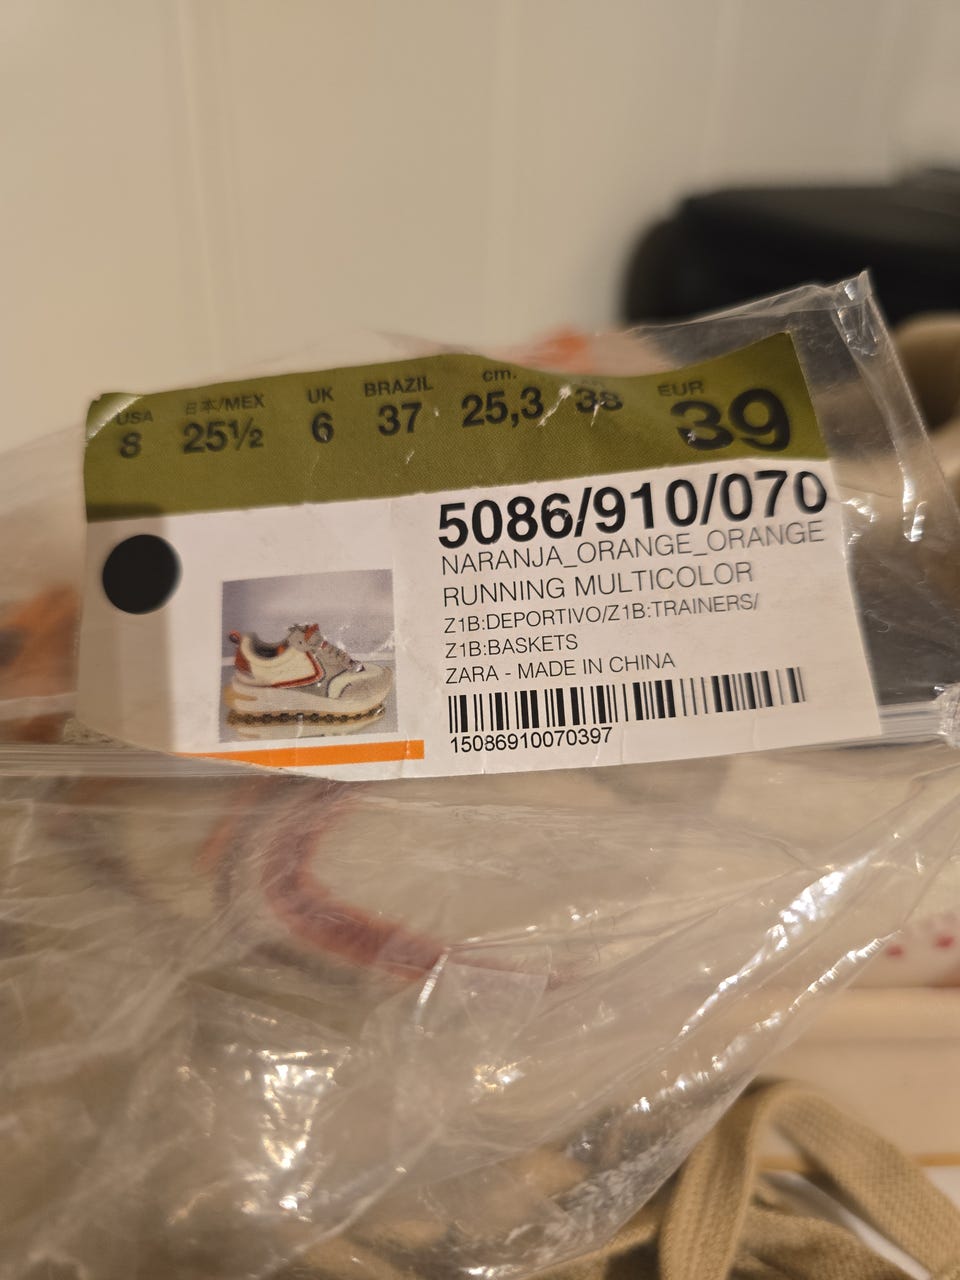 USA 日本/MEX UK BRAZIL cm. EUR
8 25½ 6 37 25,3 38 39
5086/910/070
NARANJA_ORANGE_ORANGE
RUNNING MULTICOLOR
Z1B:DEPORTIVO/Z1B:TRAINERS/
Z1B:BASKETS
ZARA - MADE IN CHINA
15086910070397